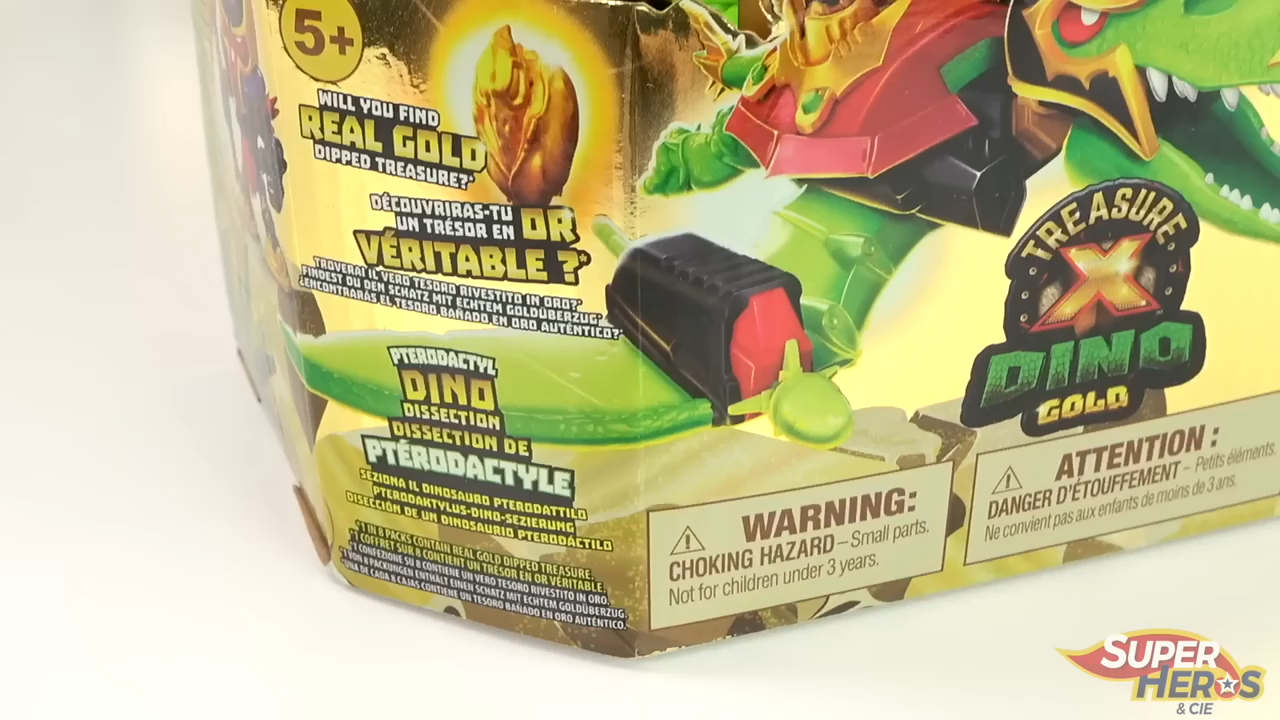 5+
WILL YOU FIND
REAL GOLD
DIPPED TREASURE?*
DÉCOUVRIRAS-TU
UN TRÉSOR EN OR
VÉRITABLE ?*
TROVERAI IL VERO TESORO RIVESTITO IN ORO?*
FINDEST DU DEN SCHATZ MIT ECHTEM GOLDÜBERZUG?*
¿ENCONTRARÁS EL TESORO BAÑADO EN ORO AUTÉNTICO?*
PTERODACTYL
DINO
DISSECTION
DISSECTION DE
PTÉRODACTYLE
SEZIONA IL DINOSAURO PTERODATTILO
PTERODAKTYLUS-DINO-SEZIERUNG
DISECCIÓN DE UN DINOSAURIO PTERODÁCTILO
*1 IN 8 PACKS CONTAIN REAL GOLD DIPPED TREASURE.
*1 COFFRET SUR 8 CONTIENT UN TRÉSOR EN OR VÉRITABLE.
*1 CONFEZIONE SU 8 CONTIENE UN VERO TESORO RIVESTITO IN ORO.
*1 VON 8 PACKUNGEN ENTHÄLT EINEN SCHATZ MIT ECHTEM GOLDÜBERZUG.
*UNA DE CADA 8 CAJAS CONTIENE UN TESORO BAÑADO EN ORO AUTÉNTICO.
TREASURE
X
DINO
GOLD
WARNING:
CHOKING HAZARD – Small parts.
Not for children under 3 years.
ATTENTION :
DANGER D'ÉTOUFFEMENT – Petits éléments.
Ne convient pas aux enfants de moins de 3 ans.
SUPER
HEROS
& CIE